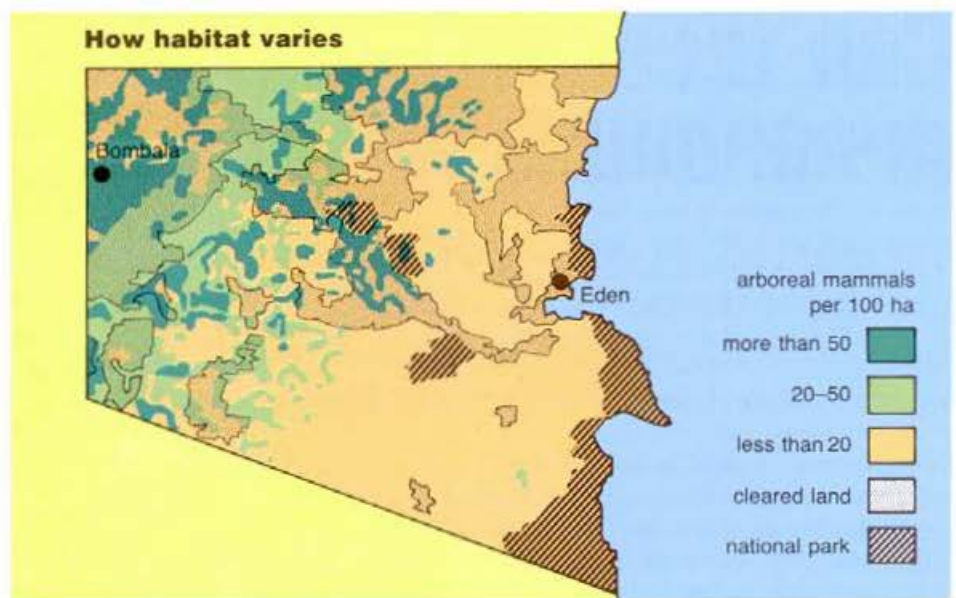 How habitat varies
Bombala
Eden
arboreal mammals
per 100 ha
more than 50
20–50
less than 20
cleared land
national park